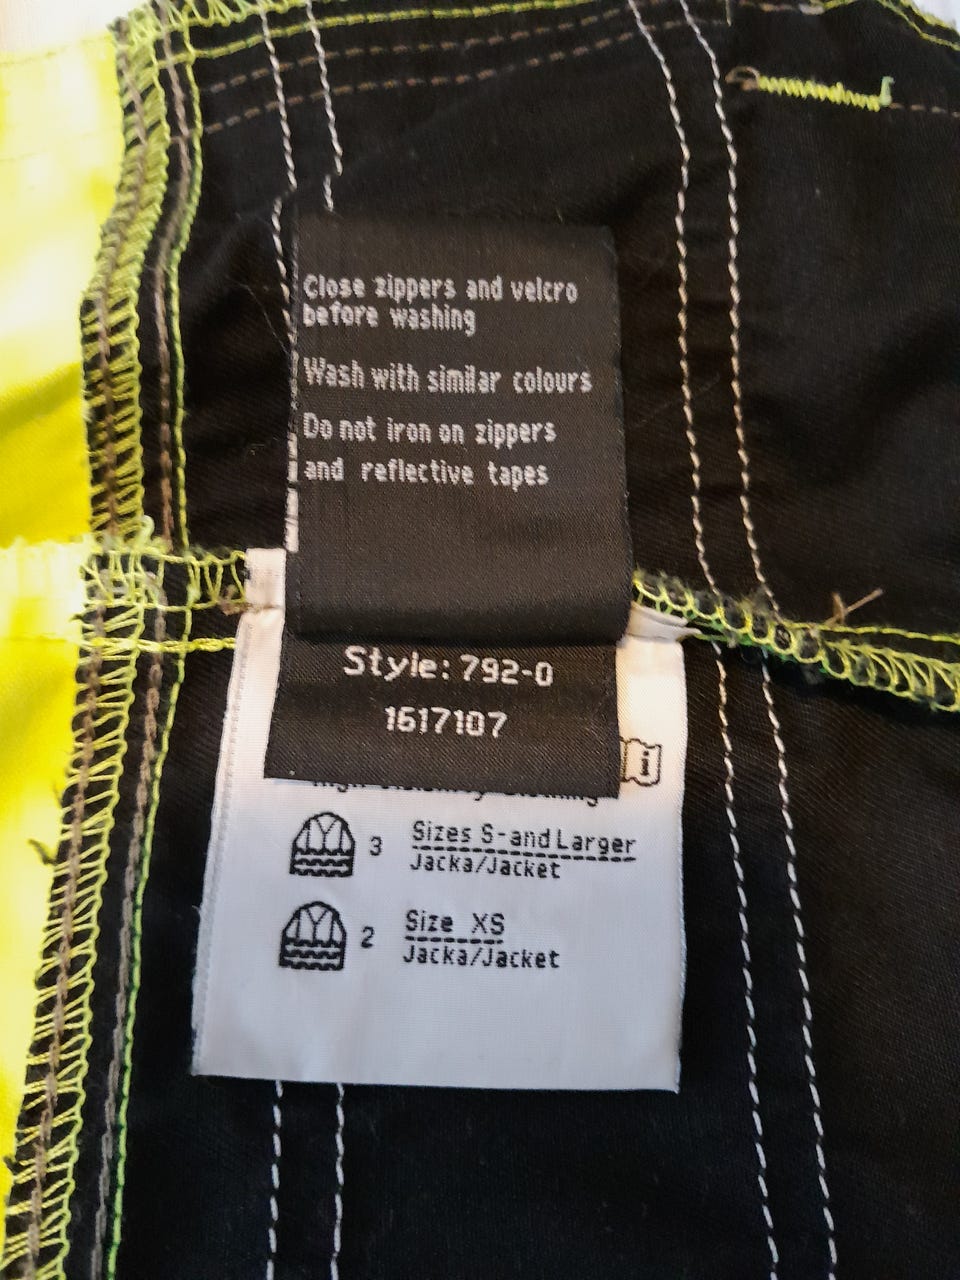 Close zippers and velcro
before washing
Wash with similar colours
Do not iron on zippers
and reflective tapes
Style: 792-0
1617107
i
3 Sizes S-and Larger
Jacka/Jacket
2 Size XS
Jacka/Jacket